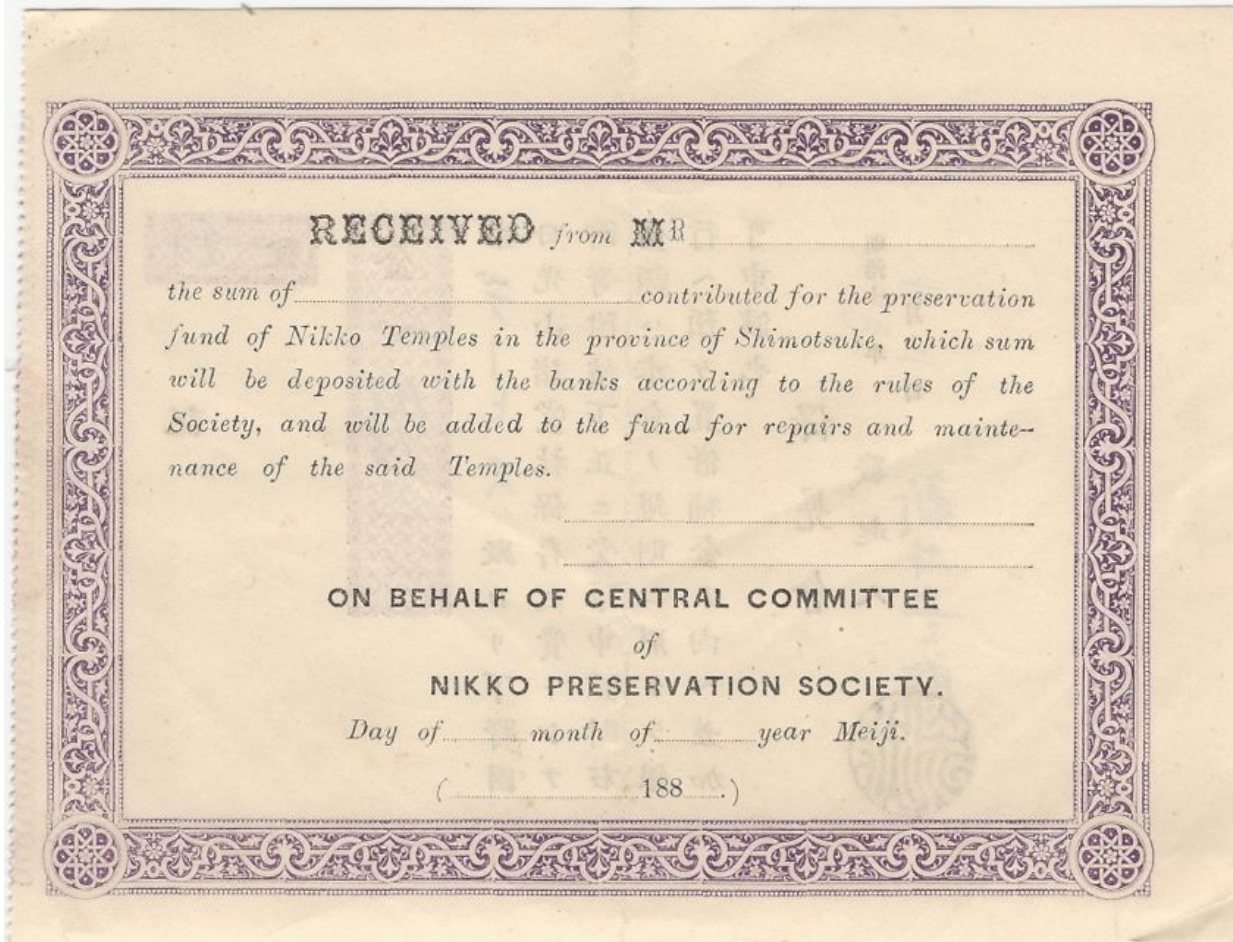 RECEIVED from MR
the sum of contributed for the preservation
fund of Nikko Temples in the province of Shimotsuke, which sum
will be deposited with the banks according to the rules of the
Society, and will be added to the fund for repairs and mainte-
nance of the said Temples.
ON BEHALF OF CENTRAL COMMITTEE
of
NIKKO PRESERVATION SOCIETY.
Day of month of year Meiji.
( 188 .)